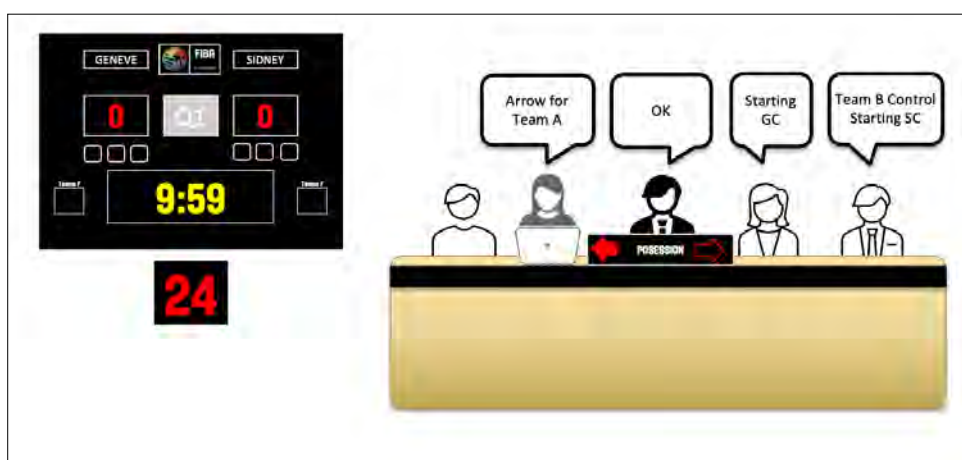 GENEVE
FIBA
SIDNEY
0
Q1
0
9:59
24
Arrow for
Team A
OK
Starting
GC
Team B Control
Starting SC
POSESSION